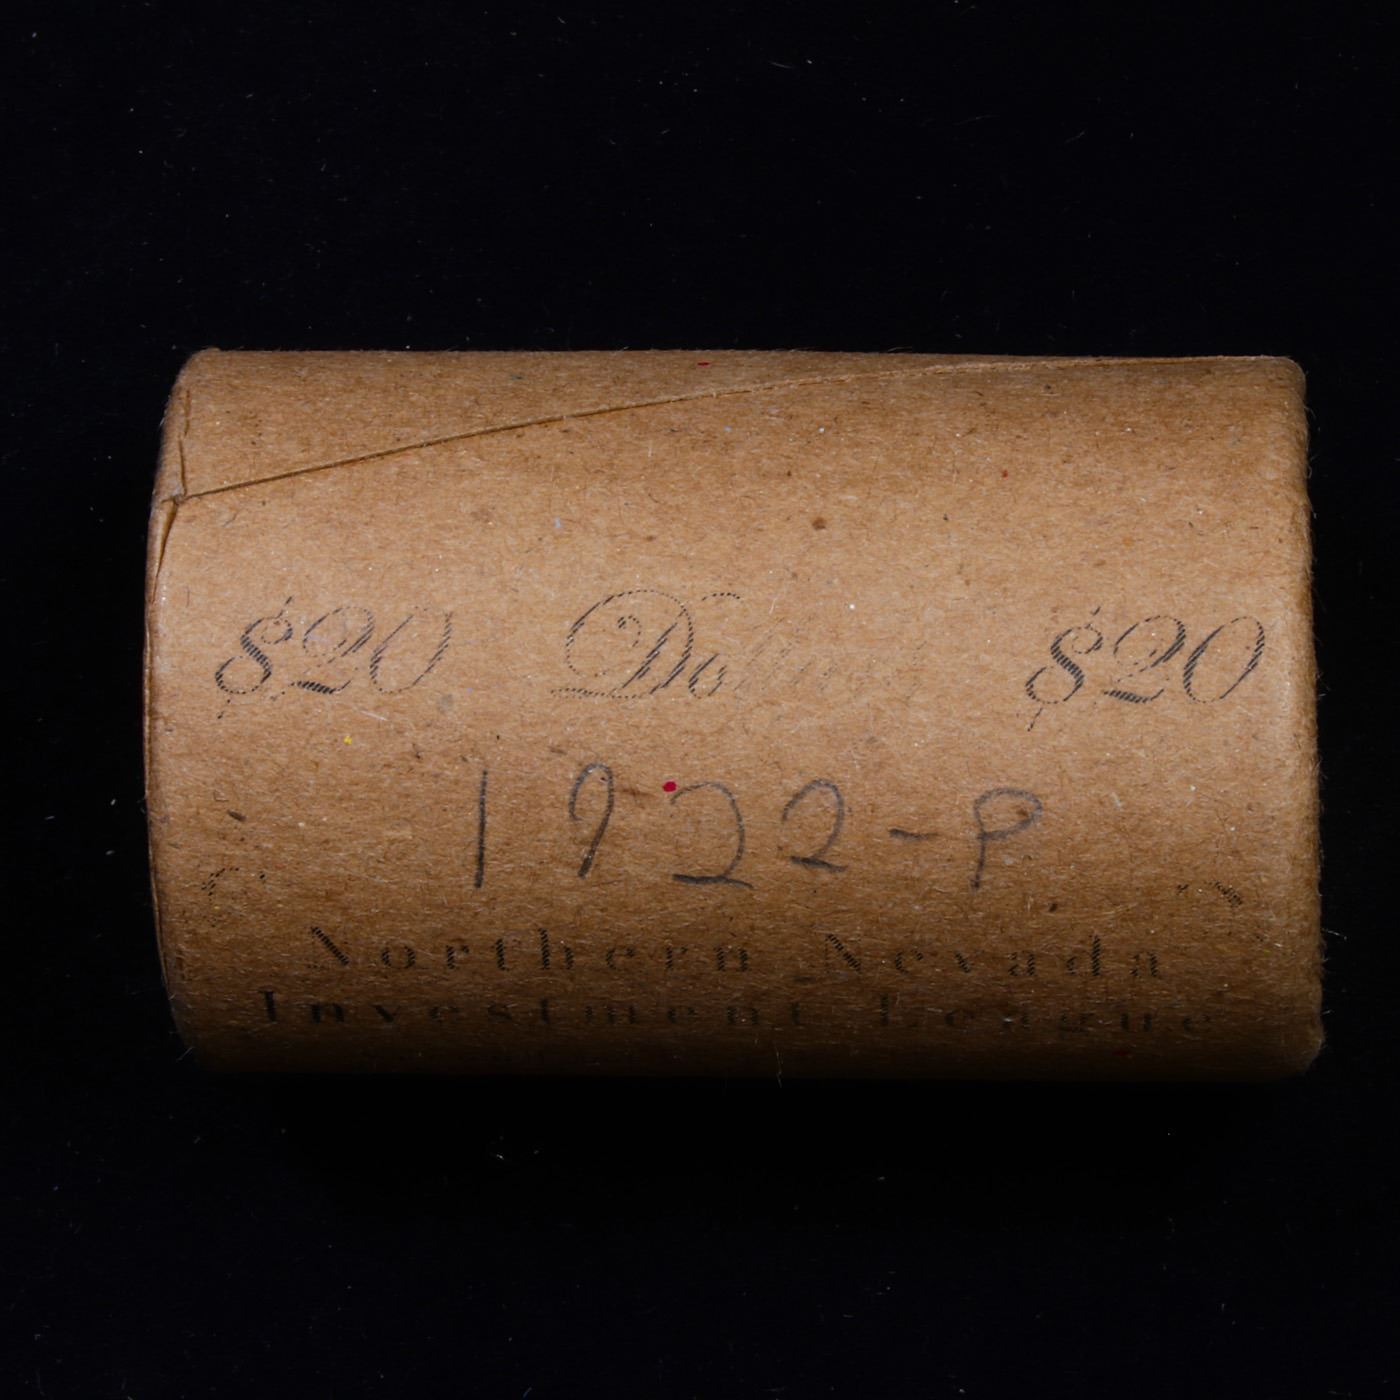 $20 Dollars $20
1922-P
Northern Nevada
Investment League